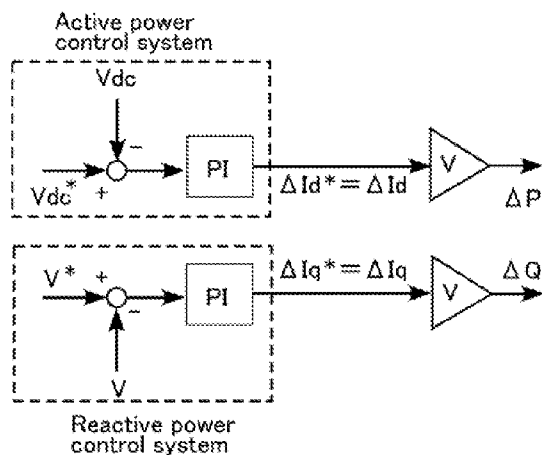 Active power
control system
Vdc
−
Vdc*
+
PI
ΔId*=ΔId
V
ΔP
V*
+
−
PI
ΔIq*=ΔIq
V
ΔQ
V
Reactive power
control system